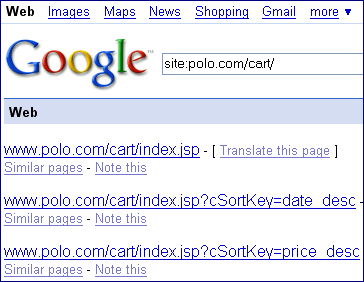 Web Images Maps News Shopping Gmail more ▼
Google™ site:polo.com/cart/
Web
www.polo.com/cart/index.jsp - [ Translate this page ]
Similar pages - Note this
www.polo.com/cart/index.jsp?cSortKey=date_desc -
Similar pages - Note this
www.polo.com/cart/index.jsp?cSortKey=price_desc
Similar pages - Note this